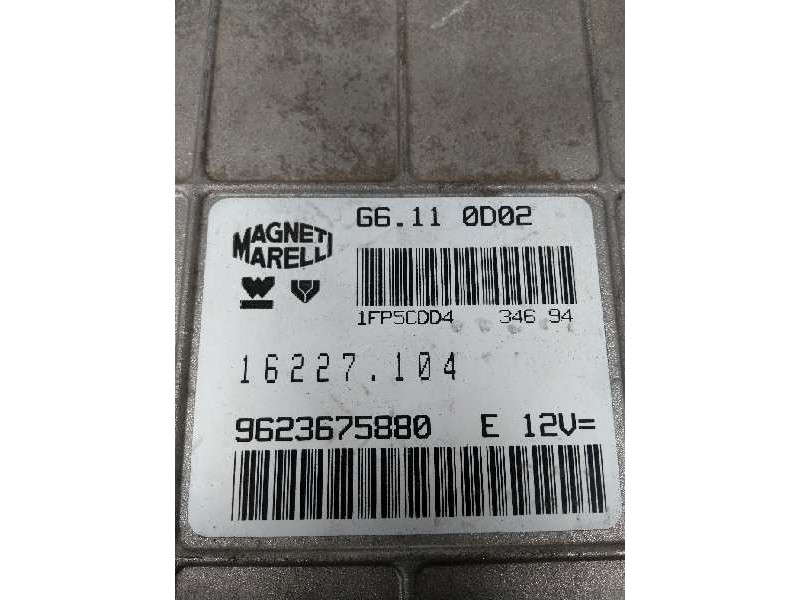 G6.11 0D02
MAGNETI
MARELLI
1FP5CDD4 346 94
16227.104
9623675880 E 12V=